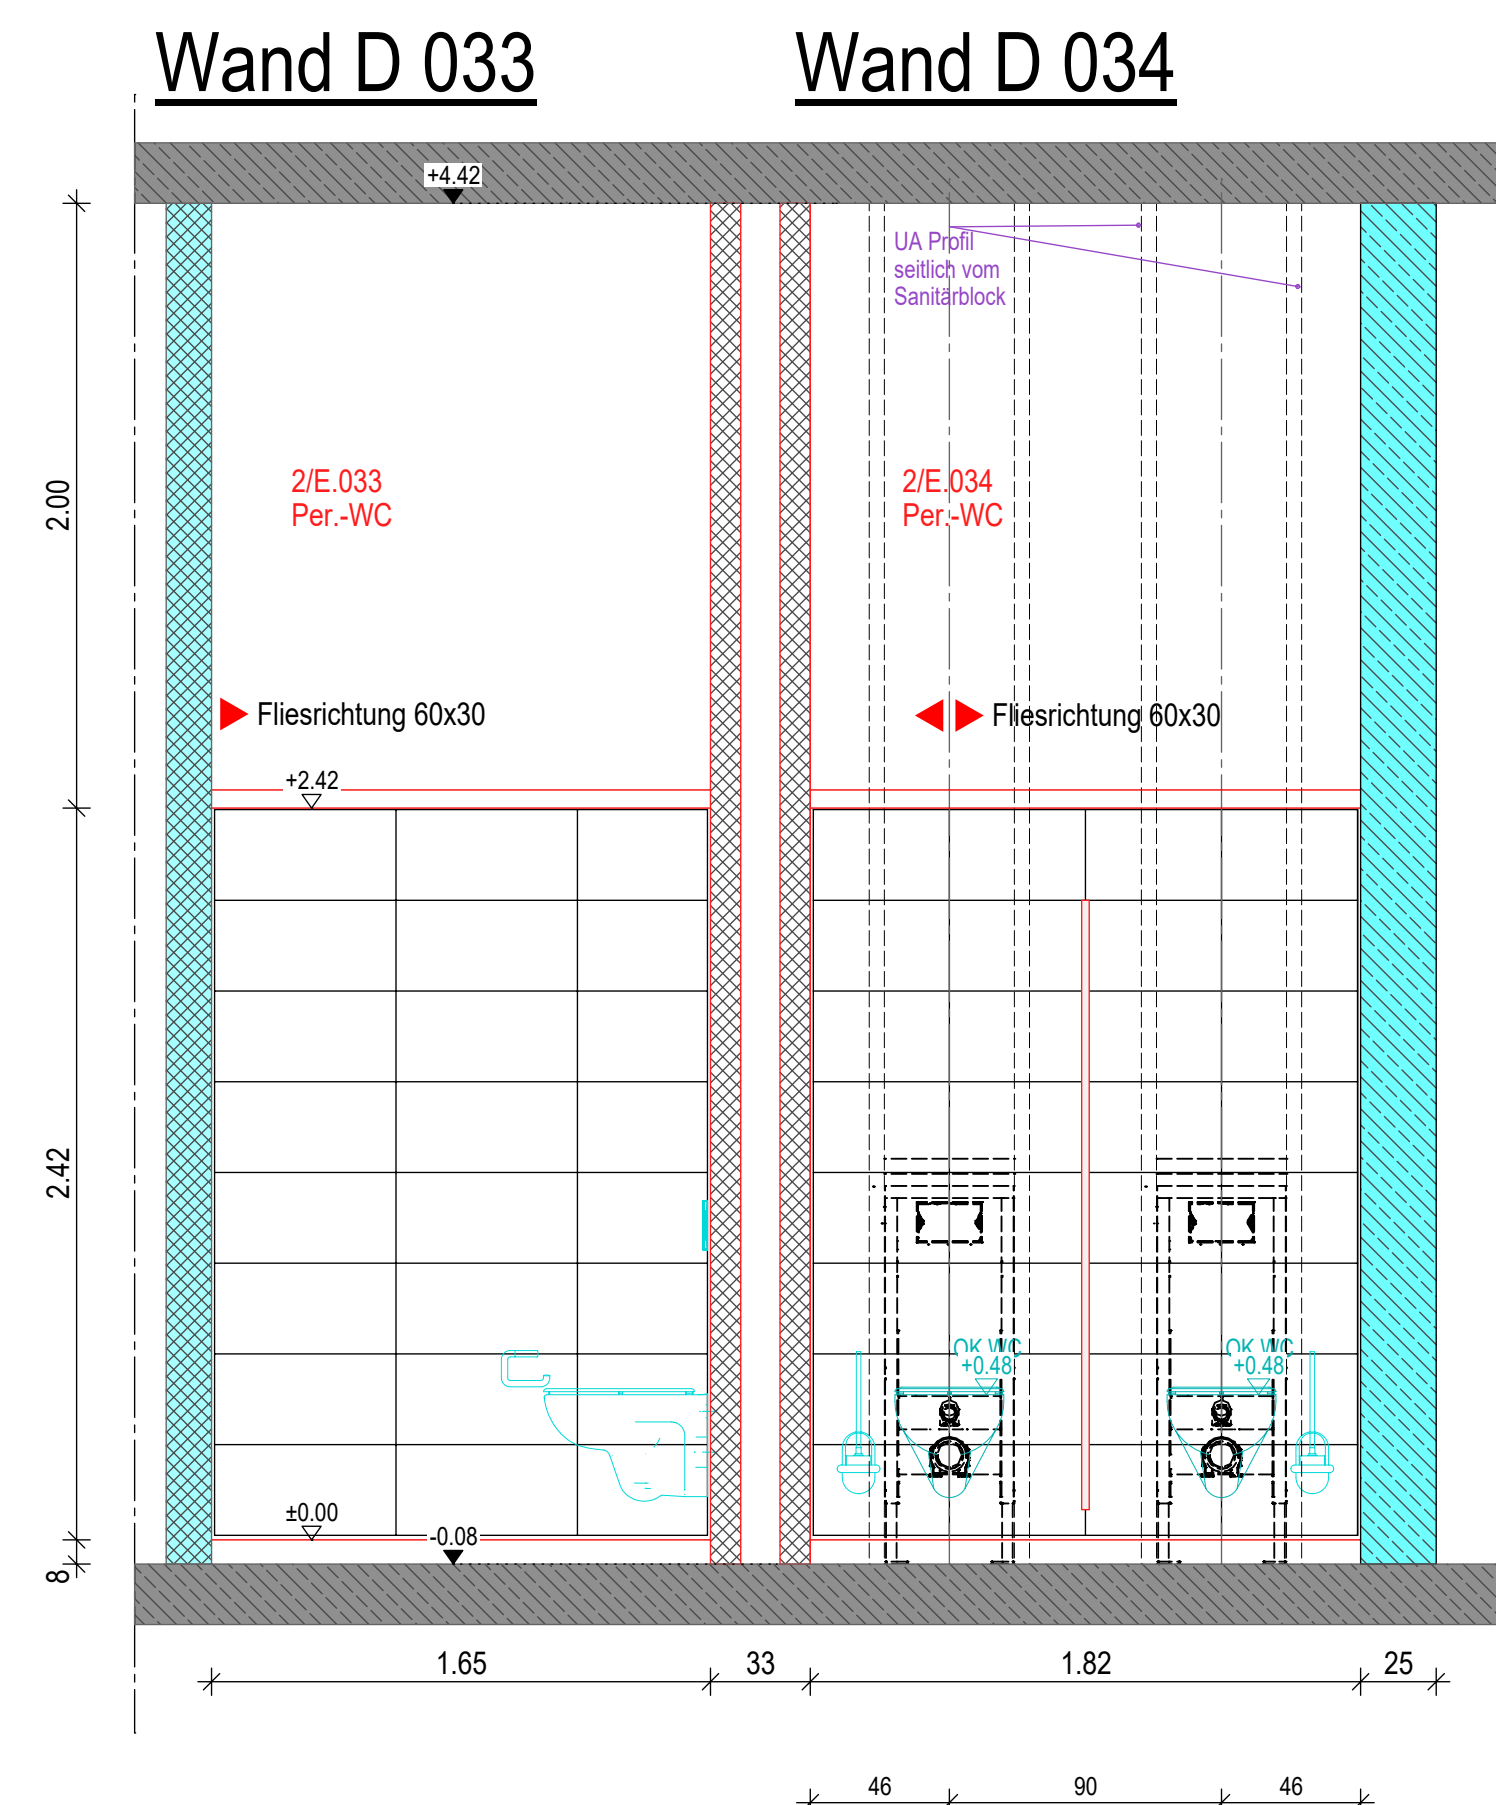 Wand D 033
Wand D 034
+4.42
UA Profil
seitlich vom
Sanitärblock
2/E.033
Per.-WC
2/E.034
Per.-WC
2.00
Fliesrichtung 60x30
Fliesrichtung 60x30
+2.42
2.42
OK WC
+0.48
OK WC
+0.48
±0.00
-0.08
8
1.65
33
1.82
25
46
90
46